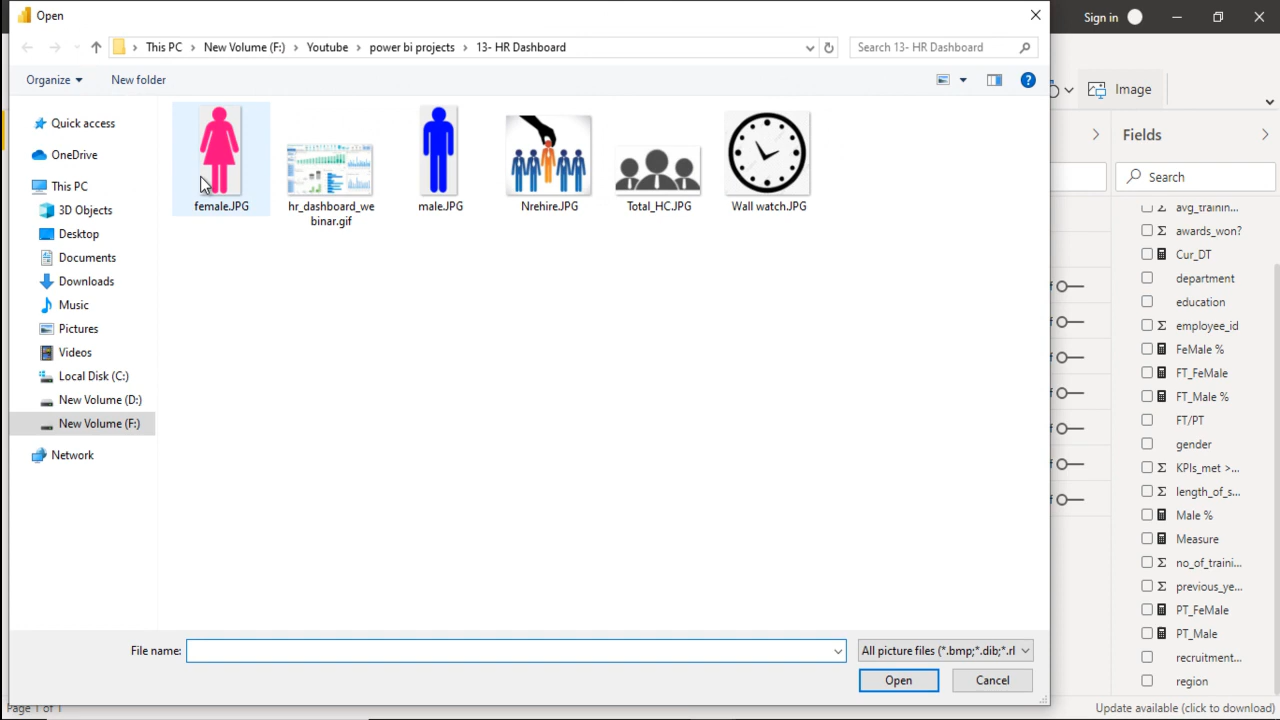 Open
Sign in
This PC > New Volume (F:) > Youtube > power bi projects > 13- HR Dashboard
Search 13- HR Dashboard
Organize
New folder
Image
Quick access
OneDrive
This PC
3D Objects
Desktop
Documents
Downloads
Music
Pictures
Videos
Local Disk (C:)
New Volume (D:)
New Volume (F:)
Network
female.JPG
hr_dashboard_we
binar.gif
male.JPG
Nrehire.JPG
Total_HC.JPG
Wall watch.JPG
Fields
Search
avg_trainin...
Σ awards_won?
Cur_DT
department
education
Σ employee_id
FeMale %
FT_FeMale
FT_Male %
FT/PT
gender
Σ KPIs_met >...
Σ length_of_s...
Male %
Measure
Σ no_of_traini...
Σ previous_ye...
PT_FeMale
PT_Male
recruitment...
region
File name:
All picture files (*.bmp;*.dib;*.rl
Open
Cancel
Page 1 of 1
Update available (click to download)